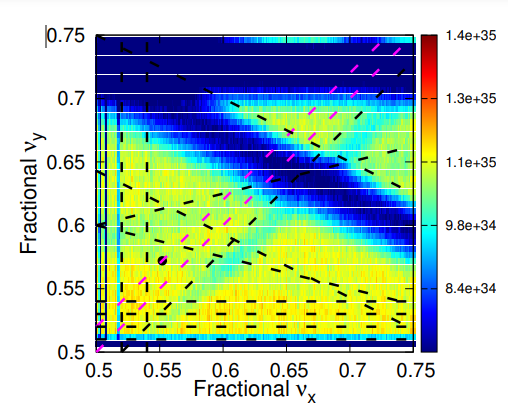 0.75
0.7
0.65
0.6
0.55
0.5
Fractional νy
0.5 0.55 0.6 0.65 0.7 0.75
Fractional νx
1.4e+35
1.3e+35
1.1e+35
9.8e+34
8.4e+34